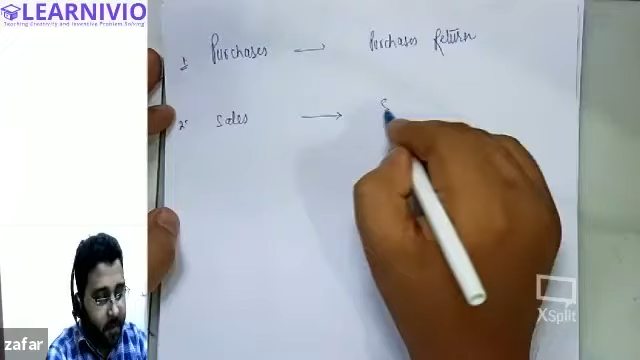 LEARNIVIO
Teaching Creativity and Inventive Problem Solving
1. Purchases → Purchases Return
2. Sales → S
zafar
XSplit